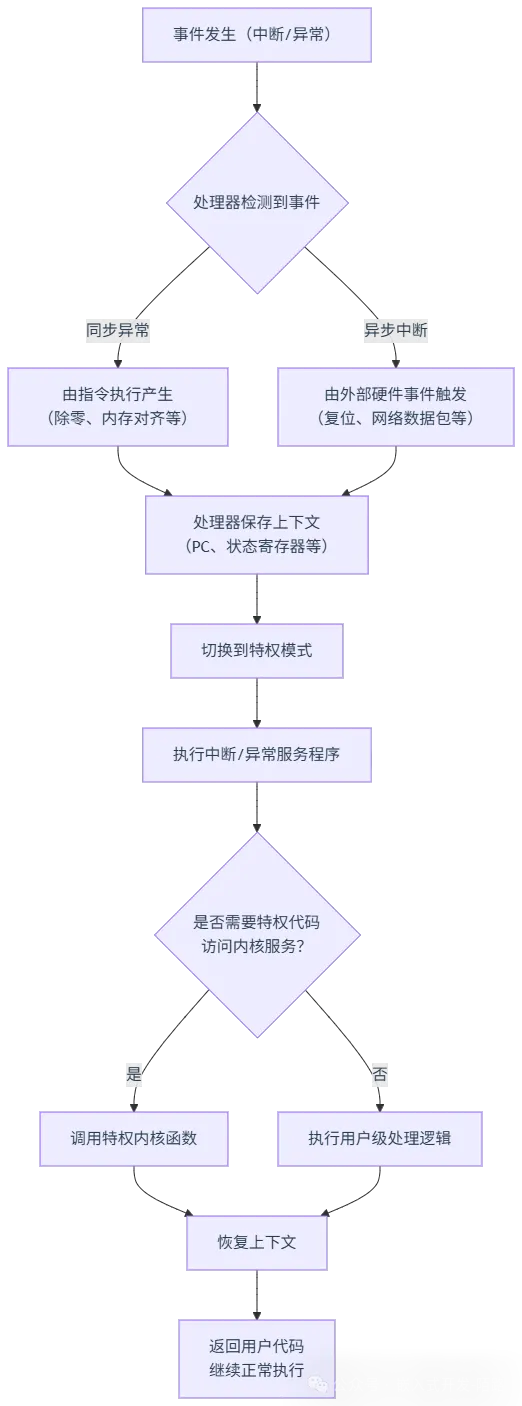 事件发生（中断/异常）
处理器检测到事件
同步异常
异步中断
由指令执行产生
（除零、内存对齐等）
由外部硬件事件触发
（复位、网络数据包等）
处理器保存上下文
（PC、状态寄存器等）
切换到特权模式
执行中断/异常服务程序
是否需要特权代码
访问内核服务？
是
否
调用特权内核函数
执行用户级处理逻辑
恢复上下文
返回用户代码
继续正常执行